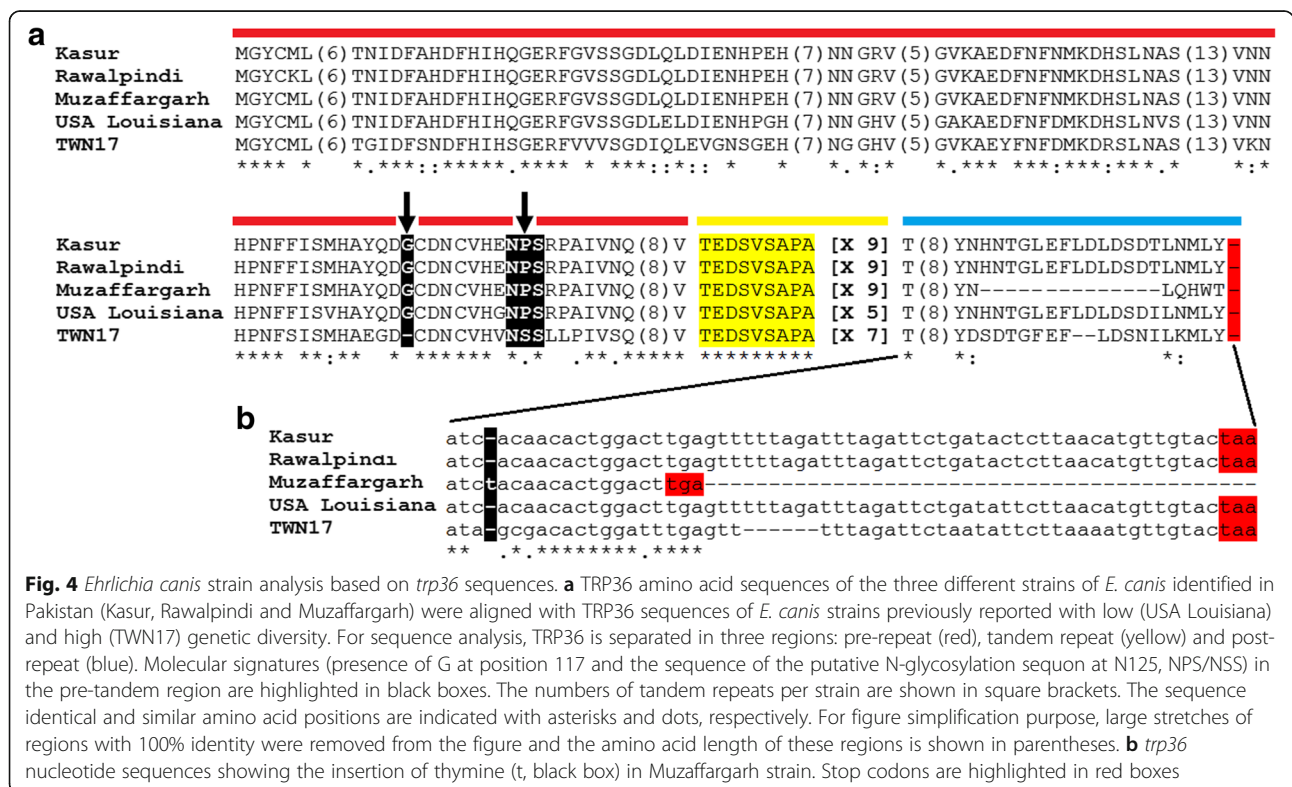 a
Kasur MGYCML(6)TNIDFAHDFHIHQGERFGVSSGDLQLDIENHPEH(7)NNGRV(5)GVKAEDFNFNMKDHSLNAS(13)VNN
Rawalpindi MGYCKL(6)TNIDFAHDFHIHQGERFGVSSGDLQLDIENHPEH(7)NNGRV(5)GVKAEDFNFNMKDHSLNAS(13)VNN
Muzaffargarh MGYCML(6)TNIDFAHDFHIHQGERFGVSSGDLQLDIENHPEH(7)NNGRV(5)GVKAEDFNFNMKDHSLNAS(13)VNN
USA Louisiana MGYCML(6)TNIDFAHDFHIHQGERFGVSSGDLELDIENHPGH(7)NNGHV(5)GAKAEDFNFNMKDHSLNVS(13)VNN
TWN17 MGYCML(6)TGIDFSNDFHIHSGERFVVVSGDIQLEVGNSGEH(7)NGGHV(5)GVKAEYFNFDMKDRSLNAS(13)VKN
**** * *.***::*****.**** * ***::**:: * * *.*:* *.*** ***:***:***.* *:*
Kasur HPNFFISMHAYQDGCDNCVHENPSRPAIVNQ(8)V TEDSVSAPA [X 9] T(8)YNHNTGLEFLDLDSDTLNMLY-
Rawalpindi HPNFFISMHAYQDGCDNCVHENPSRPAIVNQ(8)V TEDSVSAPA [X 9] T(8)YNHNTGLEFLDLDSDTLNMLY-
Muzaffargarh HPNFFISMHAYQDGCDNCVHENPSRPAIVNQ(8)V TEDSVSAPA [X 9] T(8)YN--------------LQHWT-
USA Louisiana HPNFFISVHAYQDGCDNCVHGNPSRPAIVNQ(8)V TEDSVSAPA [X 5] T(8)YNHNTGLEFLDLDSDTLNMLY-
TWN17 HPNFSISMHAEGD-CDNCVHVNSSLLPIVSQ(8)V TEDSVSAPA [X 7] T(8)YDSDTGFEF--LDSNILKMLY-
**** **:** * ****** *.* .**.** * ********* * *: *:
b
Kasur atc-acaacactggacttgagtttttagatttagattctgatactcttaacatgttgtactaa
Rawalpindi atc-acaacactggacttgagtttttagatttagattctgatactcttaacatgttgtactaa
Muzaffargarh atctacaacactggacttga-------------------------------------------
USA Louisiana atc-acaacactggacttgagtttttagatttagattctgatattcttaacatgttgtactaa
TWN17 ata-gcgacactggatttgagtt------tttagattctaatattcttaaaatgttgtactaa
** .*.********.****
Fig. 4 Ehrlichia canis strain analysis based on trp36 sequences. a TRP36 amino acid sequences of the three different strains of E. canis identified in
Pakistan (Kasur, Rawalpindi and Muzaffargarh) were aligned with TRP36 sequences of E. canis strains previously reported with low (USA Louisiana)
and high (TWN17) genetic diversity. For sequence analysis, TRP36 is separated in three regions: pre-repeat (red), tandem repeat (yellow) and post-
repeat (blue). Molecular signatures (presence of G at position 117 and the sequence of the putative N-glycosylation sequon at N125, NPS/NSS) in
the pre-tandem region are highlighted in black boxes. The numbers of tandem repeats per strain are shown in square brackets. The sequence
identical and similar amino acid positions are indicated with asterisks and dots, respectively. For figure simplification purpose, large stretches of
regions with 100% identity were removed from the figure and the amino acid length of these regions is shown in parentheses. b trp36
nucleotide sequences showing the insertion of thymine (t, black box) in Muzaffargarh strain. Stop codons are highlighted in red boxes